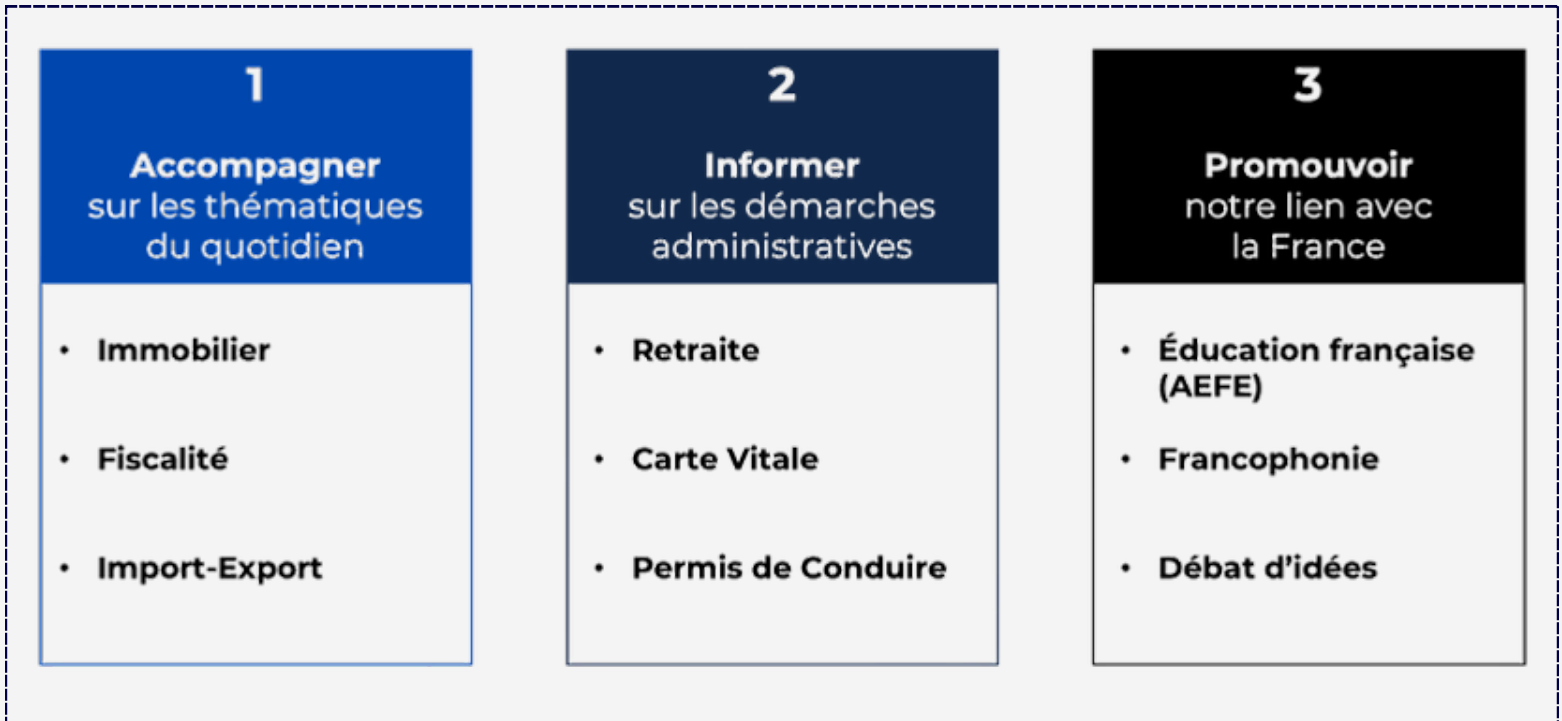 1
Accompagner
sur les thématiques
du quotidien
• Immobilier
• Fiscalité
• Import-Export
2
Informer
sur les démarches
administratives
• Retraite
• Carte Vitale
• Permis de Conduire
3
Promouvoir
notre lien avec
la France
• Éducation française
(AEFE)
• Francophonie
• Débat d’idées